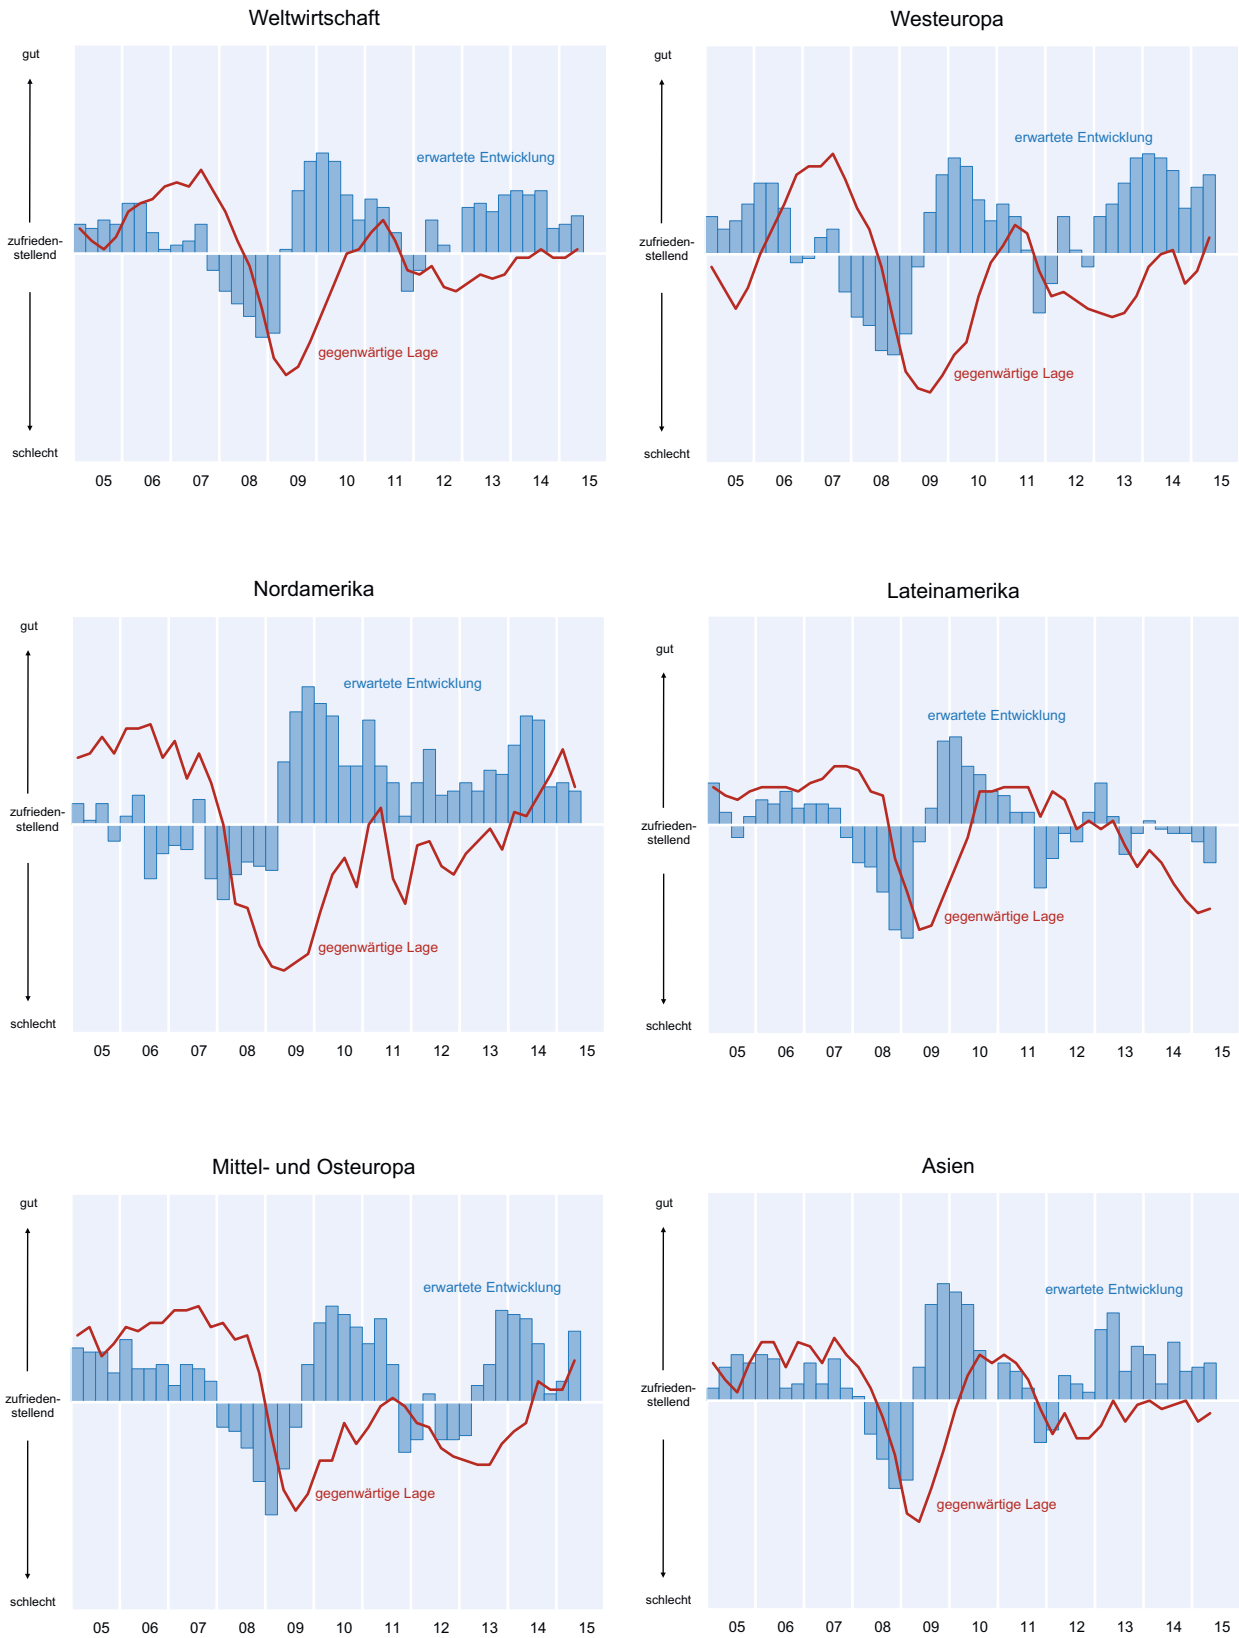 Weltwirtschaft
gut
zufrieden-
stellend
schlecht
erwartete Entwicklung
gegenwärtige Lage
05 06 07 08 09 10 11 12 13 14 15
Westeuropa
gut
zufrieden-
stellend
schlecht
erwartete Entwicklung
gegenwärtige Lage
05 06 07 08 09 10 11 12 13 14 15
Nordamerika
gut
zufrieden-
stellend
schlecht
erwartete Entwicklung
gegenwärtige Lage
05 06 07 08 09 10 11 12 13 14 15
Lateinamerika
gut
zufrieden-
stellend
schlecht
erwartete Entwicklung
gegenwärtige Lage
05 06 07 08 09 10 11 12 13 14 15
Mittel- und Osteuropa
gut
zufrieden-
stellend
schlecht
erwartete Entwicklung
gegenwärtige Lage
05 06 07 08 09 10 11 12 13 14 15
Asien
gut
zufrieden-
stellend
schlecht
erwartete Entwicklung
gegenwärtige Lage
05 06 07 08 09 10 11 12 13 14 15